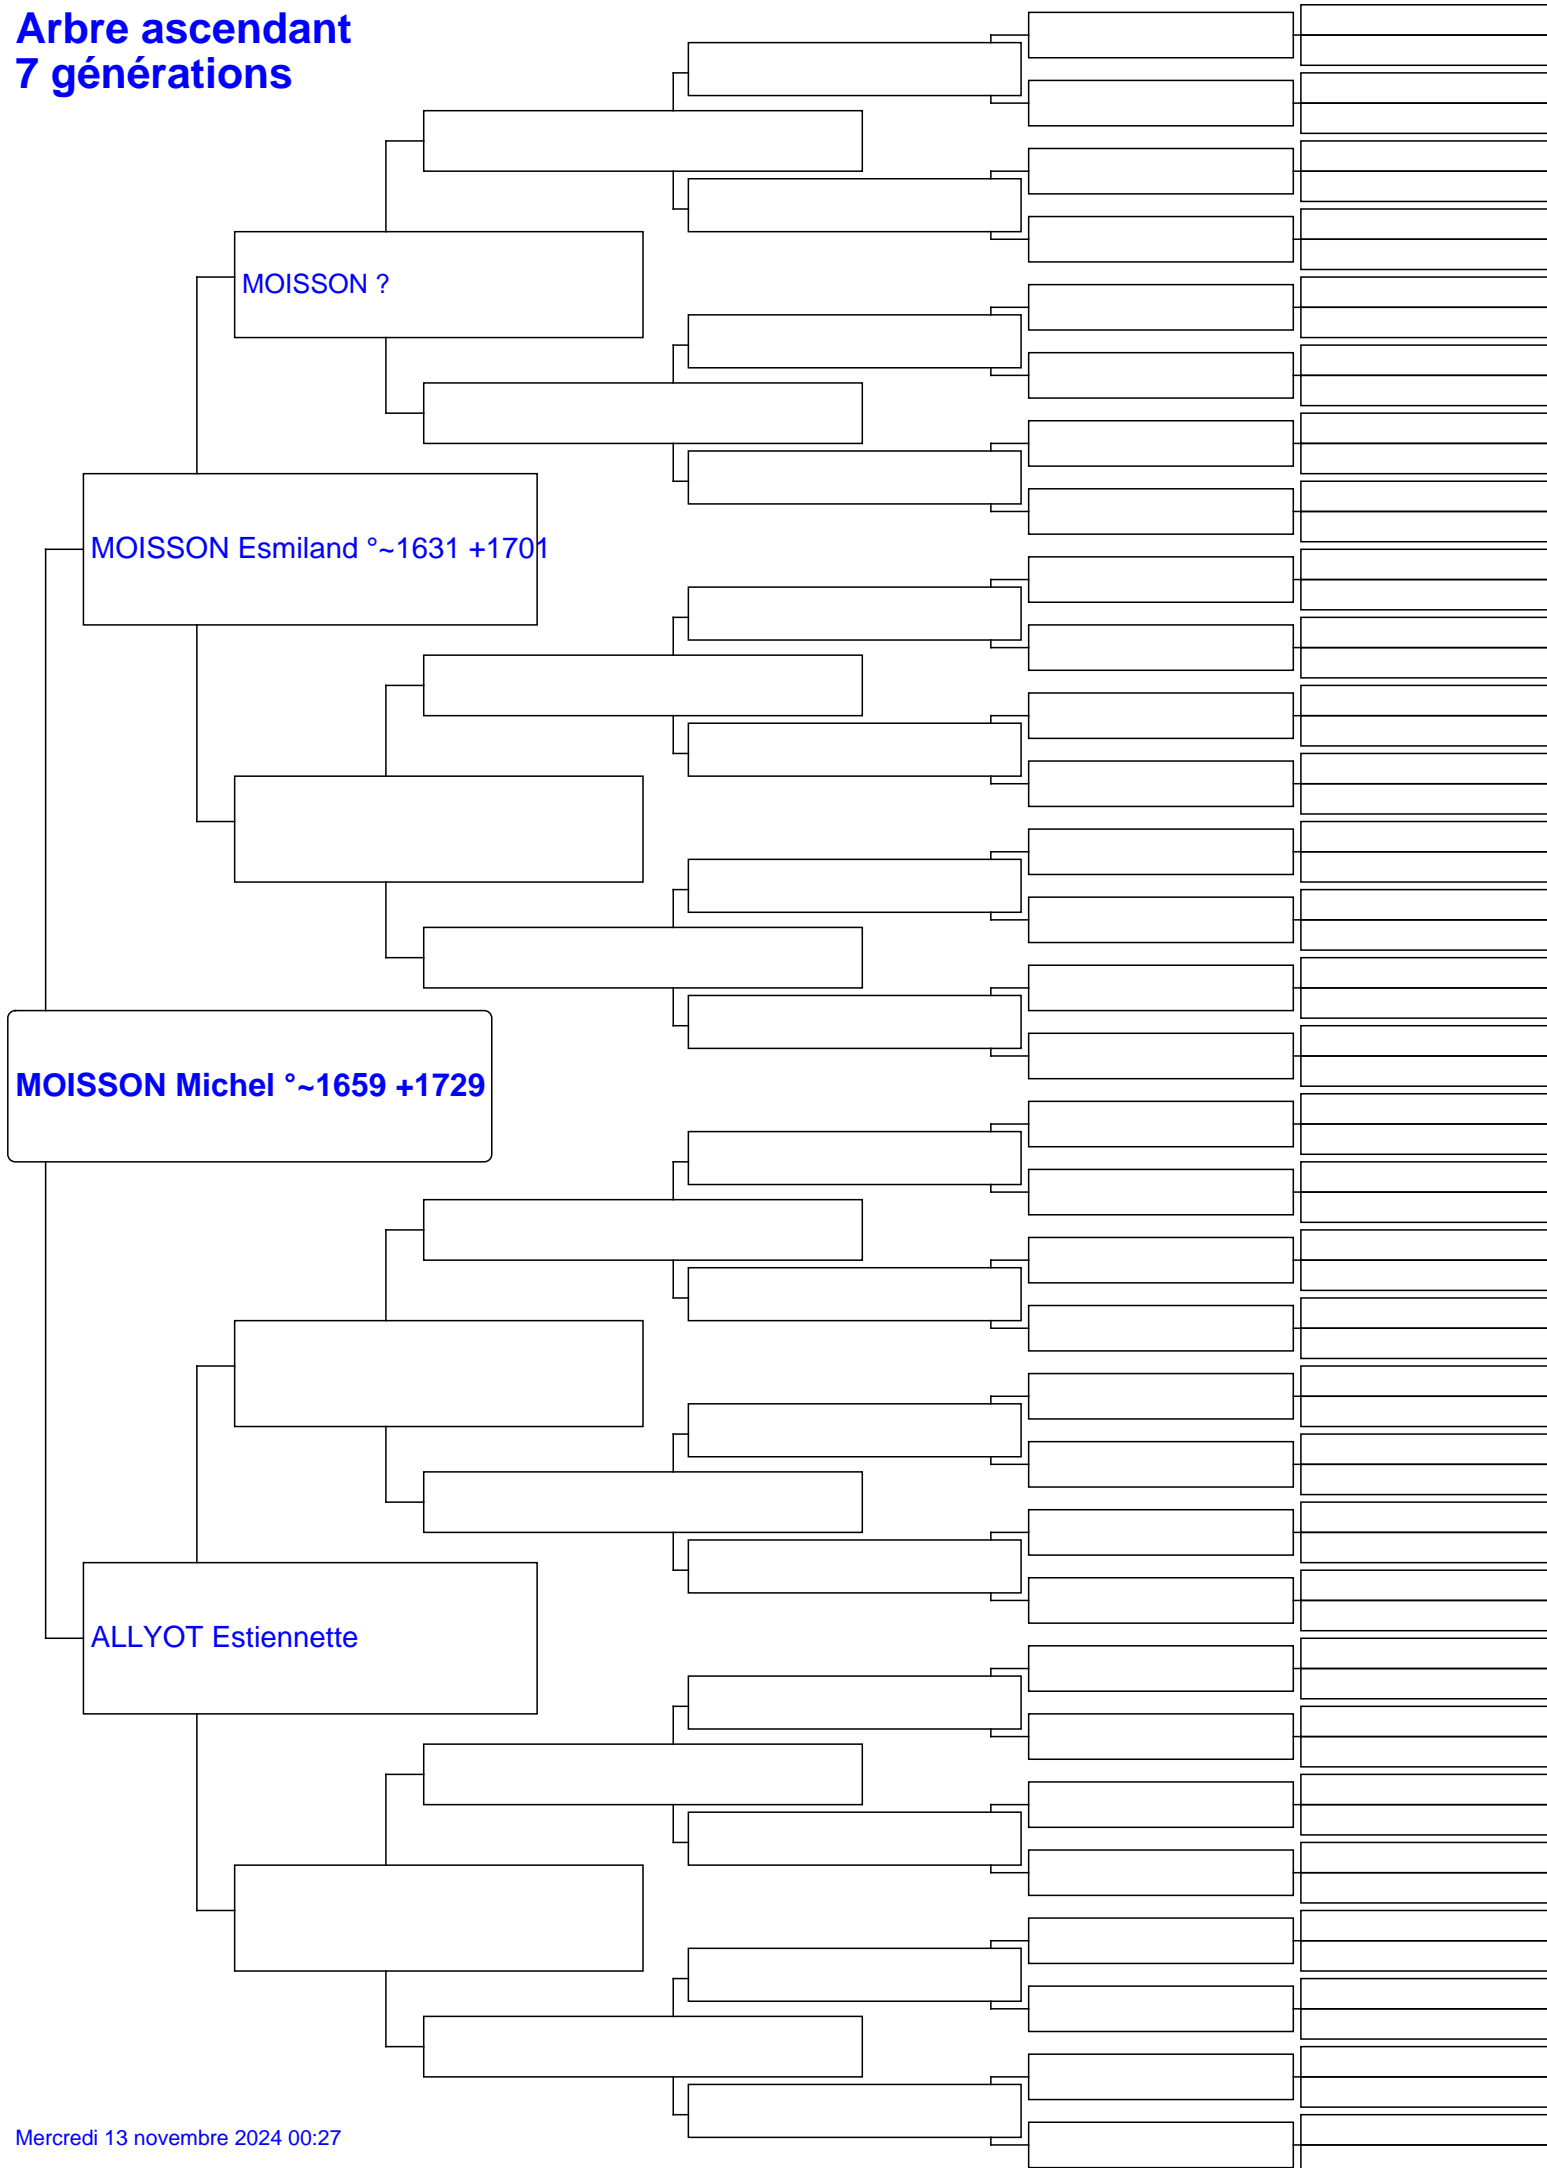 Arbre ascendant
7 générations
MOISSON ?
MOISSON Esmiland °~1631 +1701
MOISSON Michel °~1659 +1729
ALLYOT Estiennette
Mercredi 13 novembre 2024 00:27